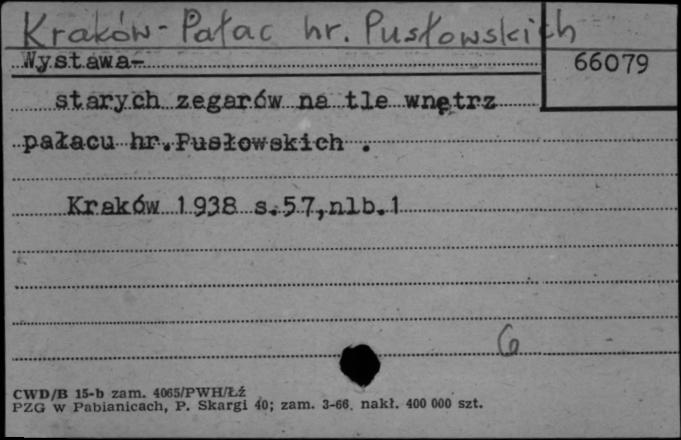 Kraków - Pałac hr. Pusłowskich
Wystawa-
66079
starych zegarów na tle wnętrz
pałacu hr.Pusłowskich .
Kraków 1938 s.57,nlb.1
6
CWD/B 15-b zam. 4065/PWH/Łź
PZG w Pabianicach, P. Skargi 40; zam. 3-66. nakł. 400 000 szt.